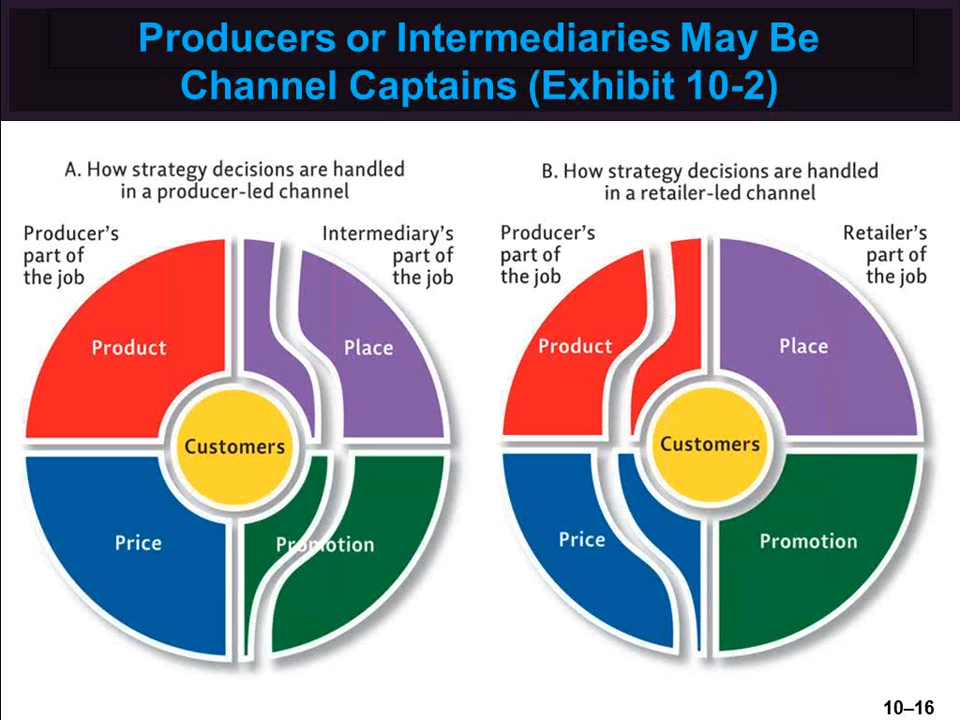 Producers or Intermediaries May Be
Channel Captains (Exhibit 10-2)
A. How strategy decisions are handled
in a producer-led channel
Producer's
part of
the job
Intermediary's
part of
the job
Product
Place
Customers
Price
Promotion
B. How strategy decisions are handled
in a retailer-led channel
Producer's
part of
the job
Retailer's
part of
the job
Product
Place
Customers
Price
Promotion
10–16